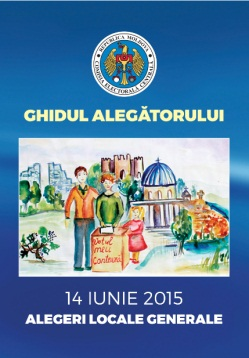 REPUBLICA MOLDOVA
COMISIA ELECTORALĂ CENTRALĂ
GHIDUL ALEGĂTORULUI
Votul
meu
Contează
14 IUNIE 2015
ALEGERI LOCALE GENERALE